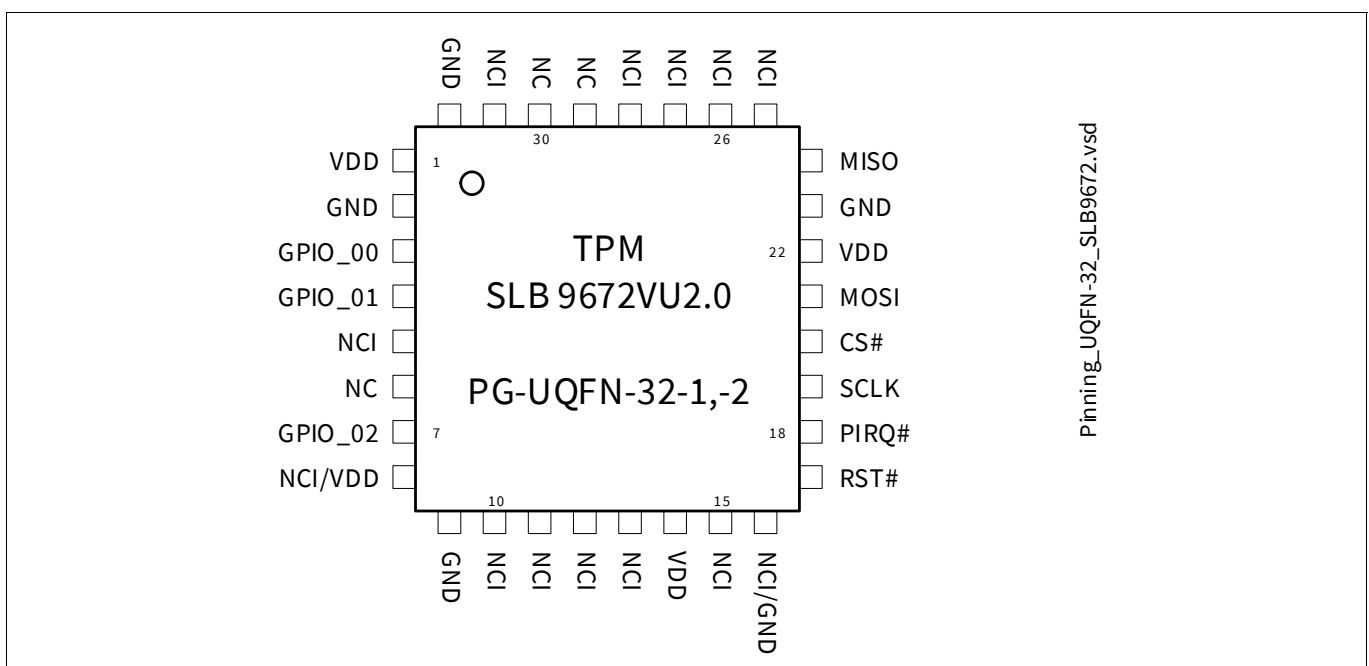 GND
NCI
NC
NC
NCI
NCI
NCI
NCI
30
26
VDD
1
MISO
GND
GND
GPIO_00
TPM
22
VDD
GPIO_01
SLB 9672VU2.0
MOSI
NCI
CS#
NC
PG-UQFN-32-1,-2
SCLK
GPIO_02
7
18
PIRQ#
NCI/VDD
RST#
10
15
GND
NCI
NCI
NCI
NCI
VDD
NCI
NCI/GND
Pinning_UQFN-32_SLB9672.vsd